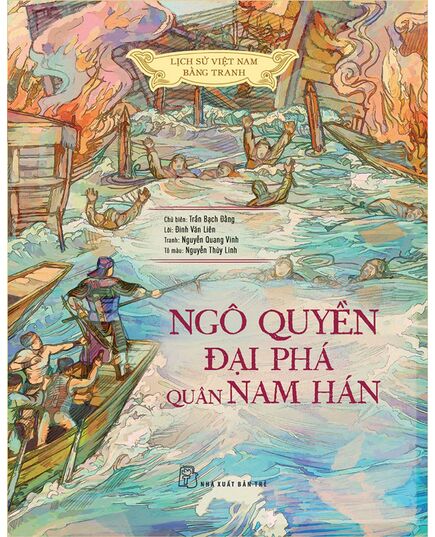 LỊCH SỬ VIỆT NAM
BẰNG TRANH
Chủ biên: Trần Bạch Đằng
Lời: Đinh Văn Liên
Tranh: Nguyễn Quang Vinh
Tô màu: Nguyễn Thùy Linh
NGÔ QUYỀN
ĐẠI PHÁ
QUÂN NAM HÁN
NHÀ XUẤT BẢN TRẺ